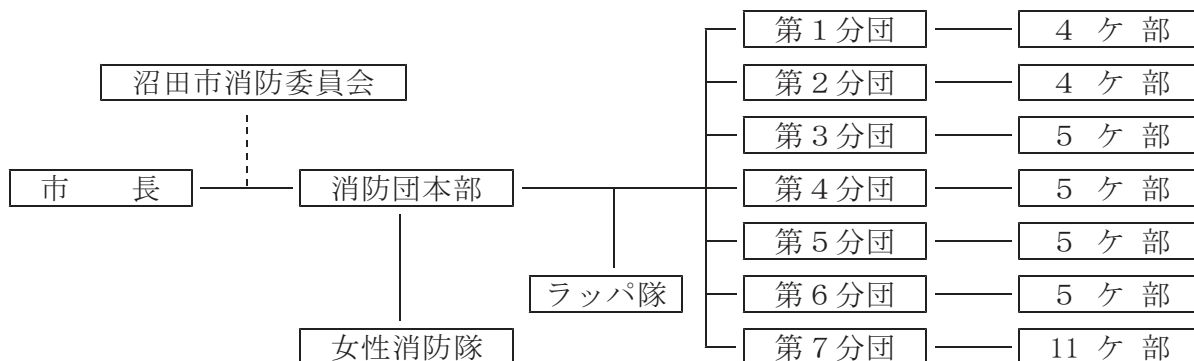 第１分団 ４ ケ 部
沼田市消防委員会
第２分団 ４ ケ 部
第３分団 ５ ケ 部
市　　長 消防団本部 第４分団 ５ ケ 部
第５分団 ５ ケ 部
ラッパ隊 第６分団 ５ ケ 部
女性消防隊 第７分団 11 ケ 部